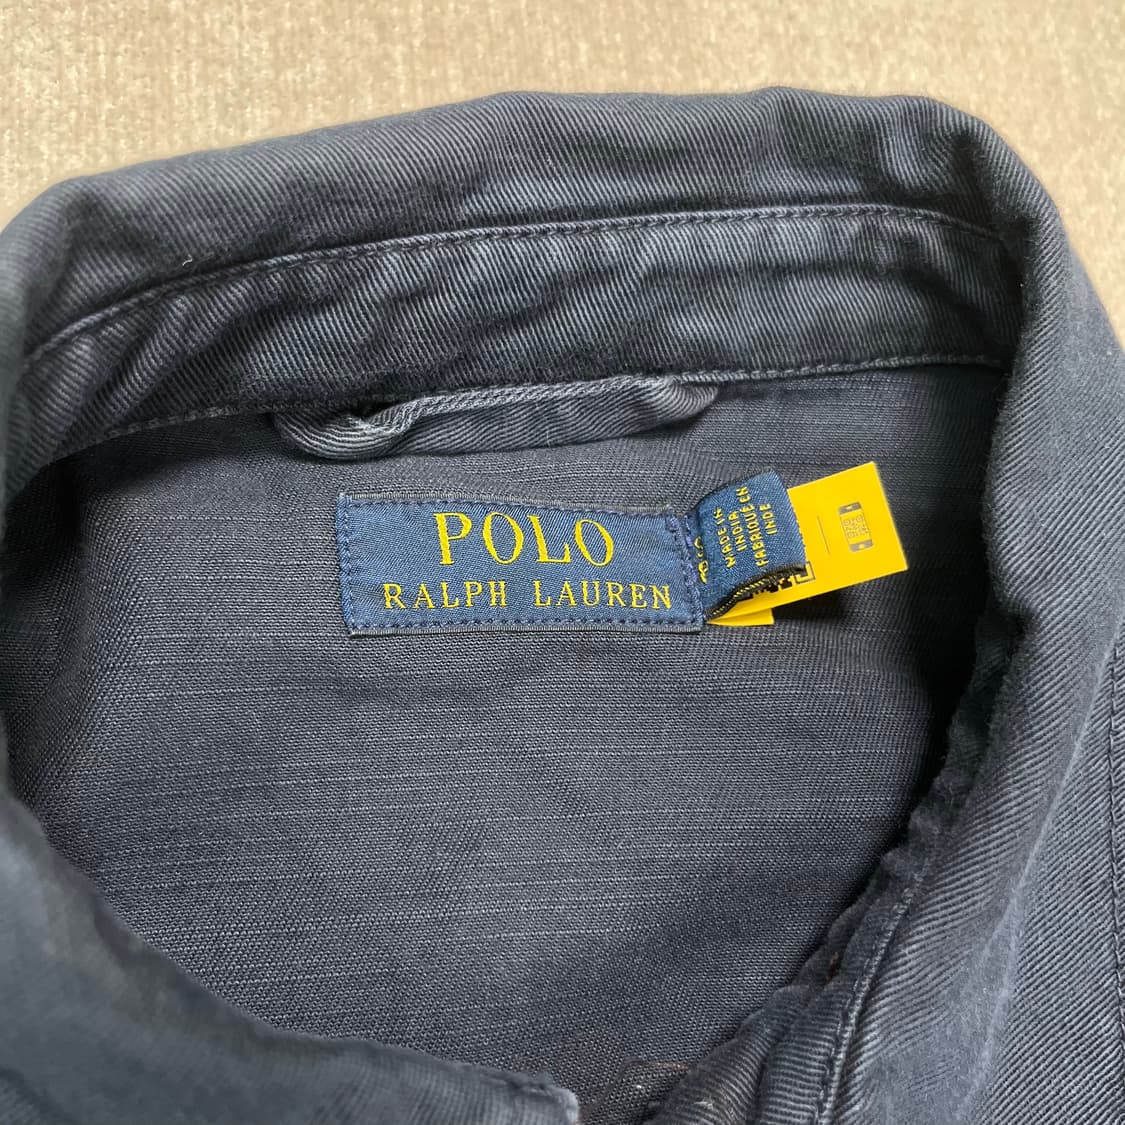 POLO
RALPH LAUREN
MADE IN
INDIA
FABRIQUÉ EN
INDE